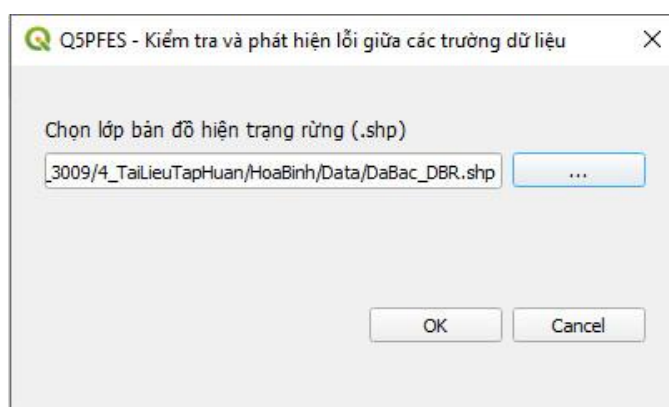 Q5PFES - Kiểm tra và phát hiện lỗi giữa các trường dữ liệu
Chọn lớp bản đồ hiện trạng rừng (.shp)
_3009/4_TaiLieuTapHuan/HoaBinh/Data/DaBac_DBR.shp ...
OK Cancel